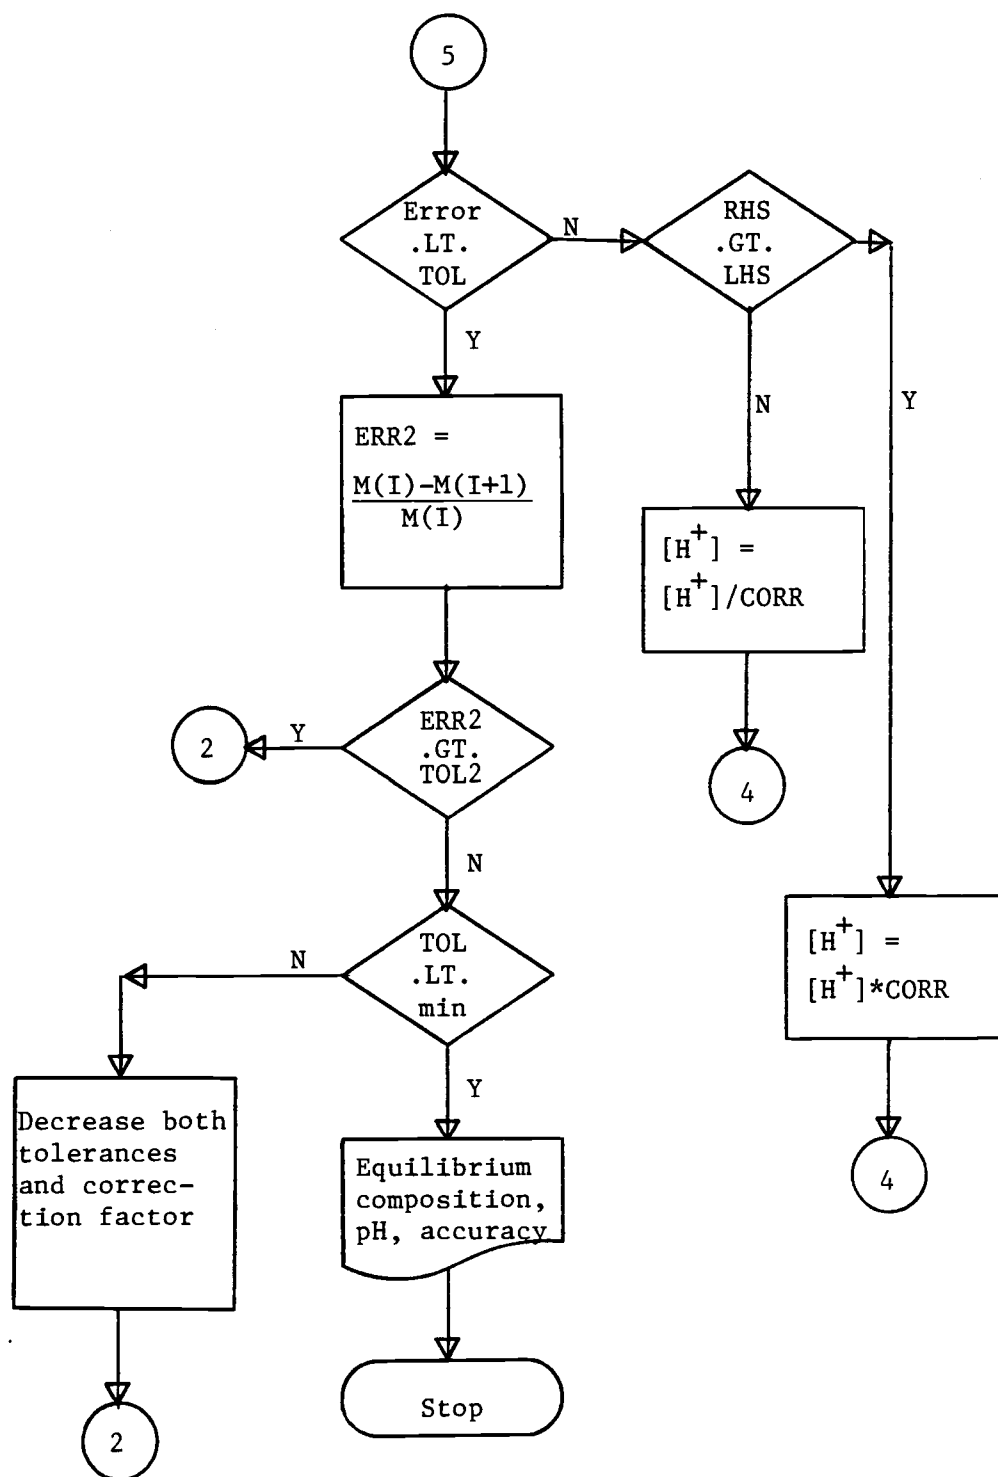 5
Error
.LT.
TOL
N
RHS
.GT.
LHS
Y
N
Y
ERR2 =
M(I)-M(I+1)
M(I)
[H+] =
[H+]/CORR
2
Y
ERR2
.GT.
TOL2
4
N
TOL
.LT.
min
N
[H+] =
[H+]*CORR
Y
Decrease both
tolerances
and correc-
tion factor
Equilibrium
composition,
pH, accuracy
4
Stop
2